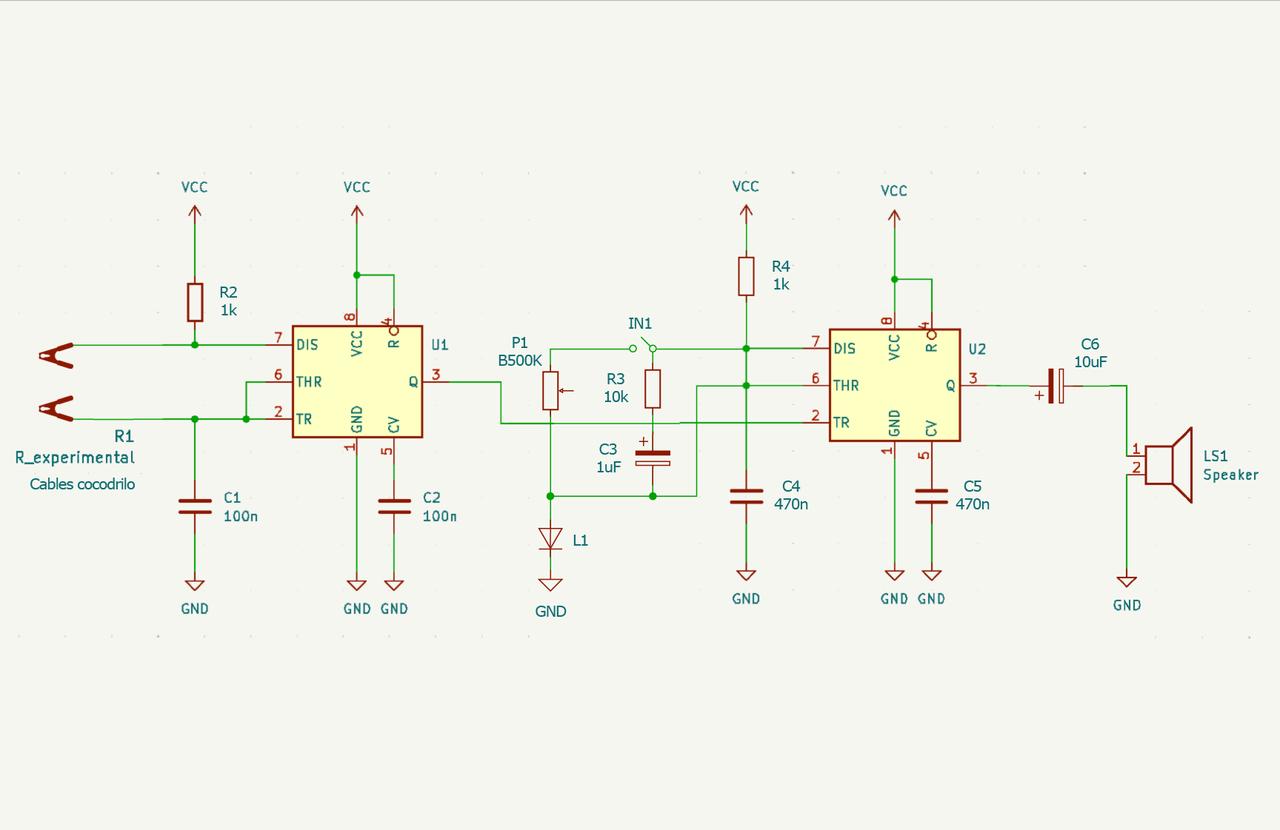 VCC
VCC
VCC
VCC
R2
1k
R4
1k
IN1
P1
B500K
R3
10k
C3
1uF
+
8
4
7
6
2
3
1
5
DIS
THR
TR
VCC
R
Q
GND
CV
U1
8
4
7
6
2
3
1
5
DIS
THR
TR
VCC
R
Q
GND
CV
U2
C6
10uF
+
1
2
LS1
Speaker
R1
R_experimental
Cables cocodrilo
C1
100n
C2
100n
L1
C4
470n
C5
470n
GND
GND
GND
GND
GND
GND
GND
GND